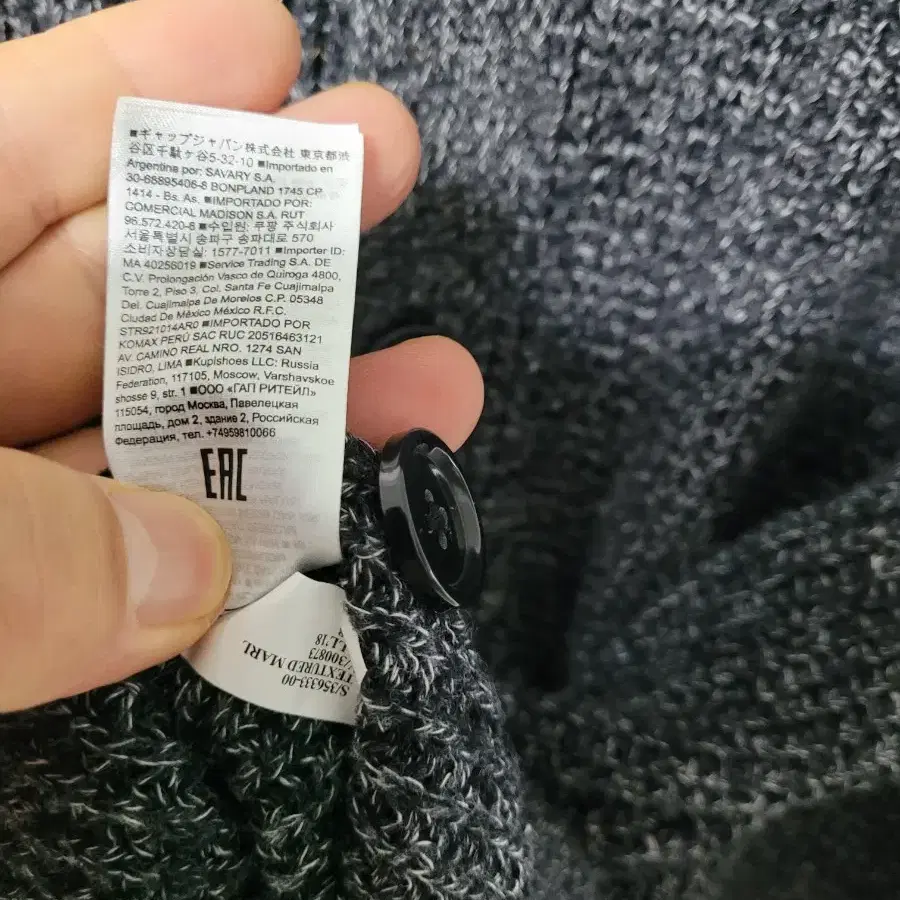 ■ギャップジャパン株式会社 東京都渋
谷区千駄ヶ谷5-32-10 ■Importado en
Argentina por: SAVARY S.A.
30-65895406-8 BONPLAND 1745 CP
1414 - Bs. As. ■IMPORTADO POR:
COMERCIAL MADISON S.A. RUT
96.572.420-8 ■수입원: 쿠팡 주식회사
서울특별시 송파구 송파대로 570
소비자상담실: 1577-7011 ■Importer ID:
MA 40256019 ■Service Trading S.A. DE
C.V. Prolongación Vasco de Quiroga 4800,
Torre 2, Piso 3, Col. Santa Fe Cuajimalpa
Del. Cuajimalpa De Morelos C.P. 05348
Ciudad De México México R.F.C.
STR921014AR0 ■IMPORTADO POR
KOMAX PERÚ SAC RUC 20516463121
AV. CAMINO REAL NRO. 1274 SAN
ISIDRO, LIMA ■Kupishoes LLC: Russia
Federation, 117105, Moscow, Varshavskoe
shosse 9, str. 1 ■ООО «ГАП РИТЕЙЛ»
115054, город Москва, Павелецкая
площадь, дом 2, здание 2, Российская
Федерация, тел. +74959810066
EAC
S/356333-00
TEXTURED MARL
/300873
LL'18